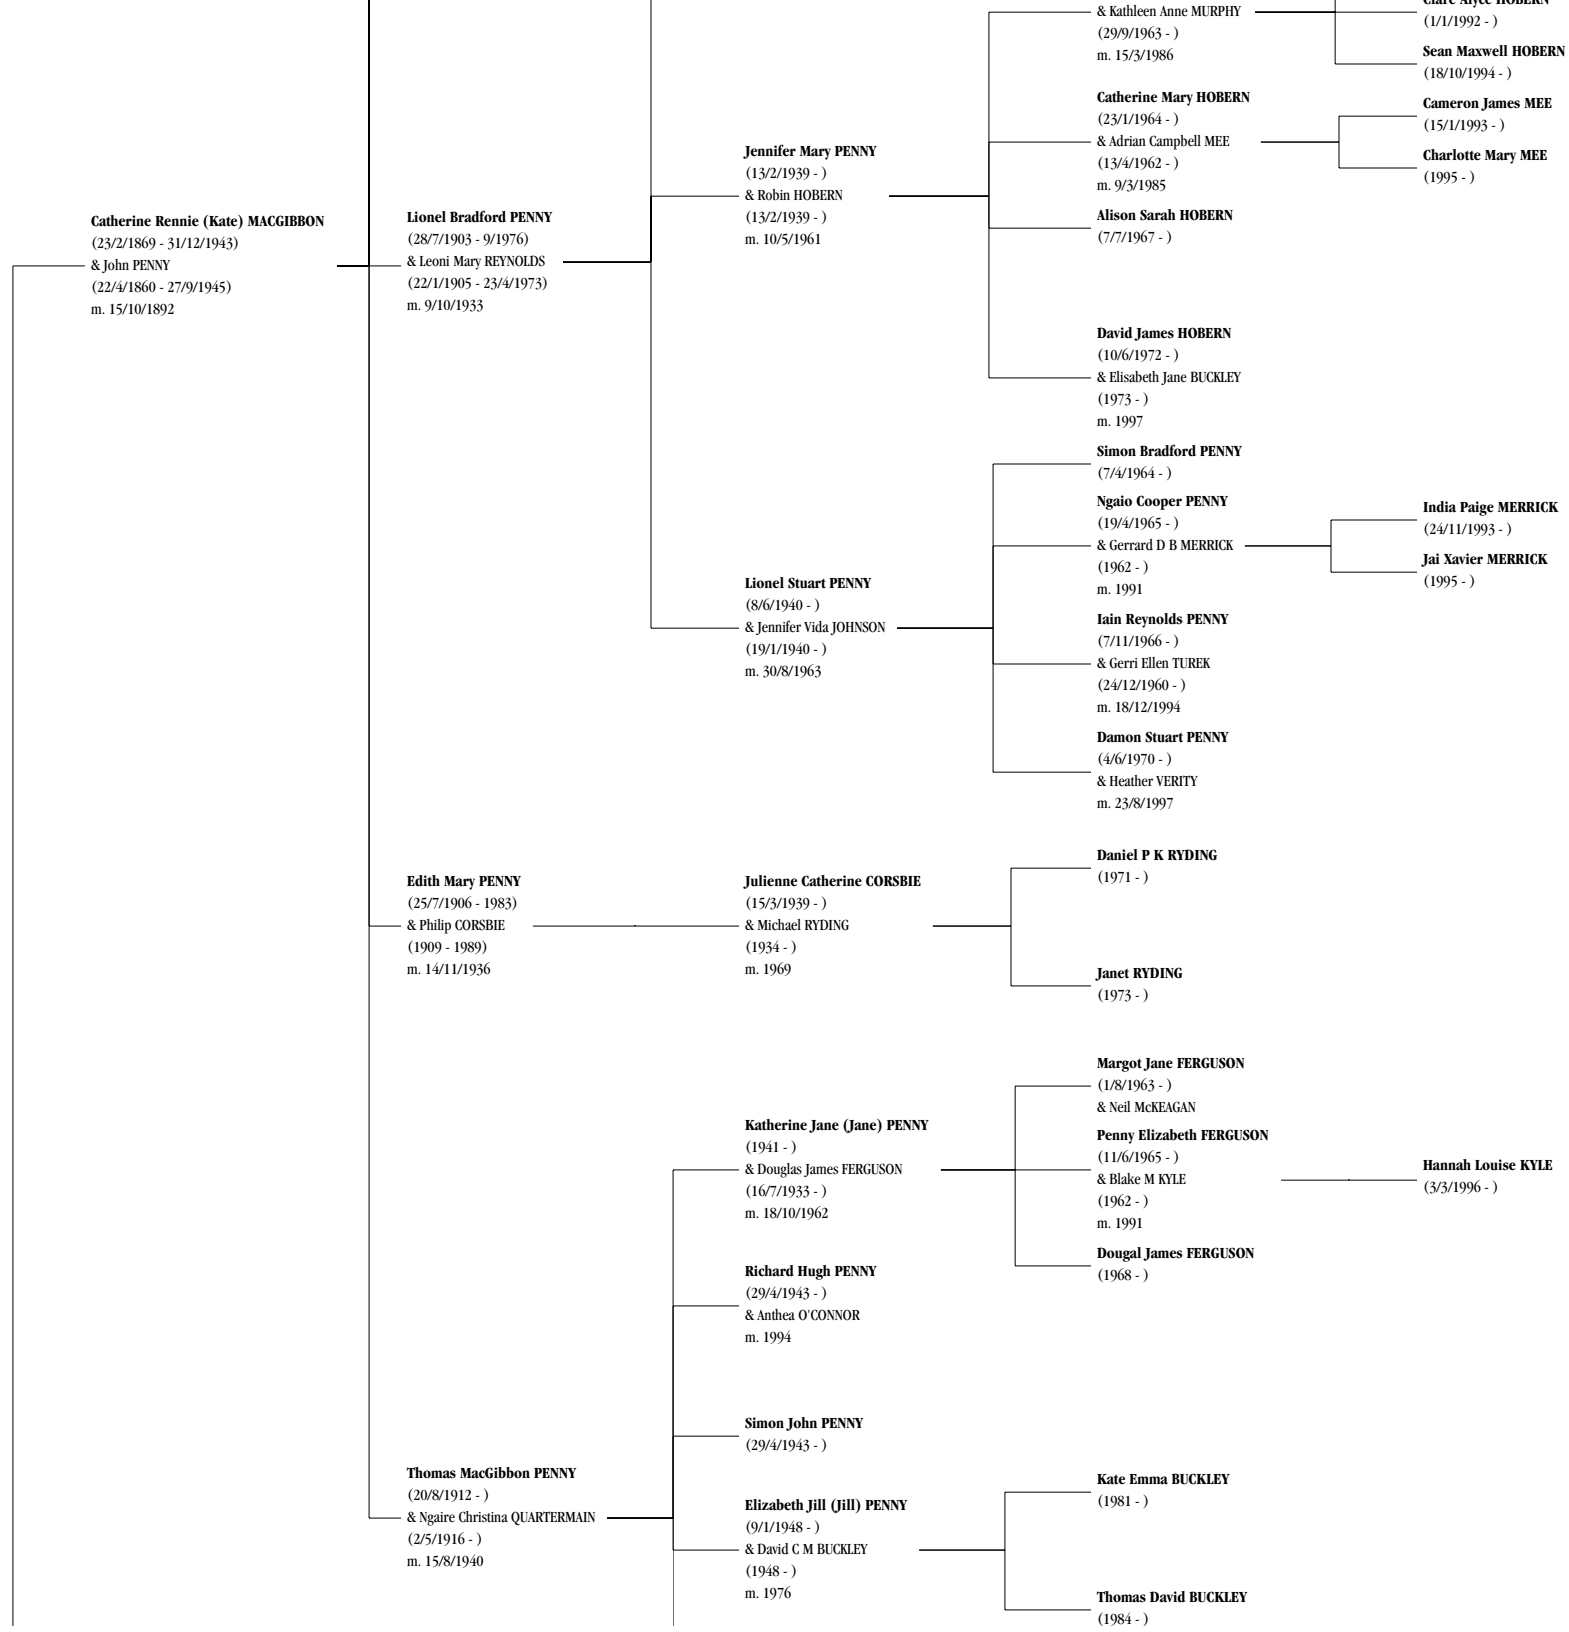 Catherine Rennie (Kate) MACGIBBON
(23/2/1869 - 31/12/1943)
& John PENNY
(22/4/1860 - 27/9/1945)
m. 15/10/1892
Lionel Bradford PENNY
(28/7/1903 - 9/1976)
& Leoni Mary REYNOLDS
(22/1/1905 - 23/4/1973)
m. 9/10/1933
Jennifer Mary PENNY
(13/2/1939 - )
& Robin HOBERN
(13/2/1939 - )
m. 10/5/1961
& Kathleen Anne MURPHY
(29/9/1963 - )
m. 15/3/1986
Clare Alyce HOBERN
(1/1/1992 - )
Sean Maxwell HOBERN
(18/10/1994 - )
Catherine Mary HOBERN
(23/1/1964 - )
& Adrian Campbell MEE
(13/4/1962 - )
m. 9/3/1985
Cameron James MEE
(15/1/1993 - )
Charlotte Mary MEE
(1995 - )
Alison Sarah HOBERN
(7/7/1967 - )
David James HOBERN
(10/6/1972 - )
& Elisabeth Jane BUCKLEY
(1973 - )
m. 1997
Lionel Stuart PENNY
(8/6/1940 - )
& Jennifer Vida JOHNSON
(19/1/1940 - )
m. 30/8/1963
Simon Bradford PENNY
(7/4/1964 - )
Ngaio Cooper PENNY
(19/4/1965 - )
& Gerrard D B MERRICK
(1962 - )
m. 1991
India Paige MERRICK
(24/11/1993 - )
Jai Xavier MERRICK
(1995 - )
Iain Reynolds PENNY
(7/11/1966 - )
& Gerri Ellen TUREK
(24/12/1960 - )
m. 18/12/1994
Damon Stuart PENNY
(4/6/1970 - )
& Heather VERITY
m. 23/8/1997
Edith Mary PENNY
(25/7/1906 - 1983)
& Philip CORSBIE
(1909 - 1989)
m. 14/11/1936
Julienne Catherine CORSBIE
(15/3/1939 - )
& Michael RYDING
(1934 - )
m. 1969
Daniel P K RYDING
(1971 - )
Janet RYDING
(1973 - )
Thomas MacGibbon PENNY
(20/8/1912 - )
& Ngaire Christina QUARTERMAIN
(2/5/1916 - )
m. 15/8/1940
Katherine Jane (Jane) PENNY
(1941 - )
& Douglas James FERGUSON
(16/7/1933 - )
m. 18/10/1962
Margot Jane FERGUSON
(1/8/1963 - )
& Neil McKEAGAN
Penny Elizabeth FERGUSON
(11/6/1965 - )
& Blake M KYLE
(1962 - )
m. 1991
Hannah Louise KYLE
(3/3/1996 - )
Dougal James FERGUSON
(1968 - )
Richard Hugh PENNY
(29/4/1943 - )
& Anthea O'CONNOR
m. 1994
Simon John PENNY
(29/4/1943 - )
Elizabeth Jill (Jill) PENNY
(9/1/1948 - )
& David C M BUCKLEY
(1948 - )
m. 1976
Kate Emma BUCKLEY
(1981 - )
Thomas David BUCKLEY
(1984 - )